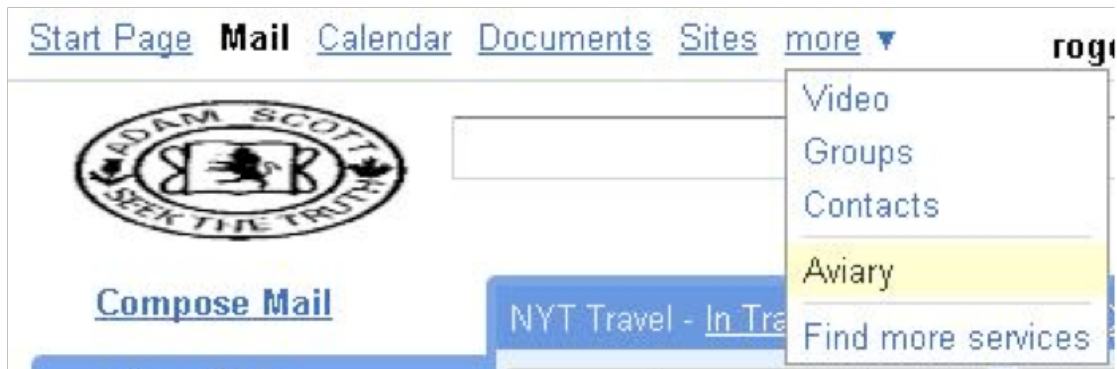 Start Page Mail Calendar Documents Sites more ▼
Video
Groups
Contacts
Aviary
Find more services
ADAM SCOTT
SEEK THE TRUTH
Compose Mail
NYT Travel - In